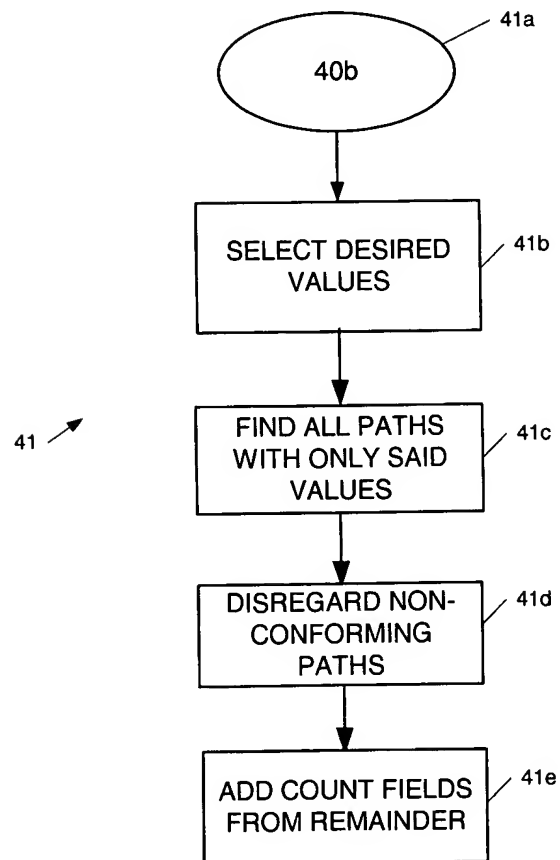 41a
40b
SELECT DESIRED
VALUES
41b
41
FIND ALL PATHS
WITH ONLY SAID
VALUES
41c
DISREGARD NON-
CONFORMING
PATHS
41d
ADD COUNT FIELDS
FROM REMAINDER
41e